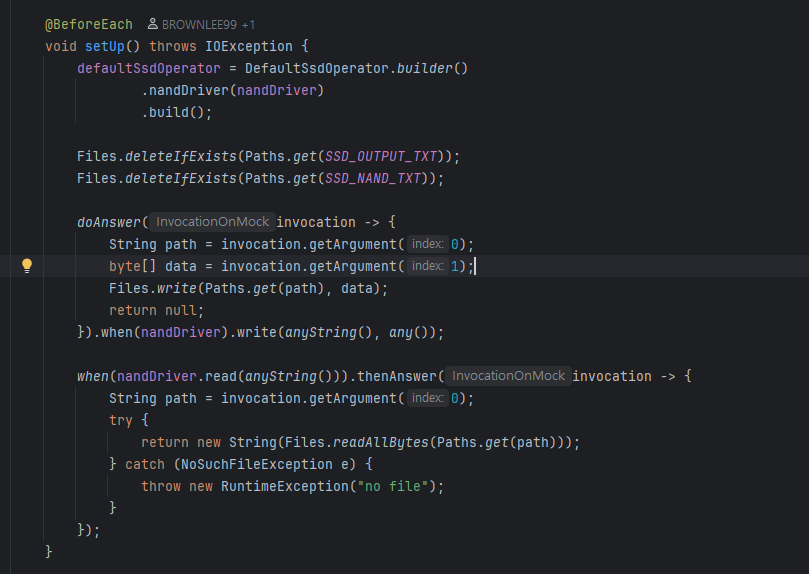 @BeforeEach BROWNLEE99 +1
void setUp() throws IOException {
defaultSsdOperator = DefaultSsdOperator.builder()
.nandDriver(nandDriver)
.build();
Files.deleteIfExists(Paths.get(SSD_OUTPUT_TXT));
Files.deleteIfExists(Paths.get(SSD_NAND_TXT));
doAnswer( InvocationOnMock invocation -> {
String path = invocation.getArgument( index: 0);
byte[] data = invocation.getArgument( index: 1);
Files.write(Paths.get(path), data);
return null;
}).when(nandDriver).write(anyString(), any());
when(nandDriver.read(anyString())).thenAnswer( InvocationOnMock invocation -> {
String path = invocation.getArgument( index: 0);
try {
return new String(Files.readAllBytes(Paths.get(path)));
} catch (NoSuchFileException e) {
throw new RuntimeException("no file");
}
});
}